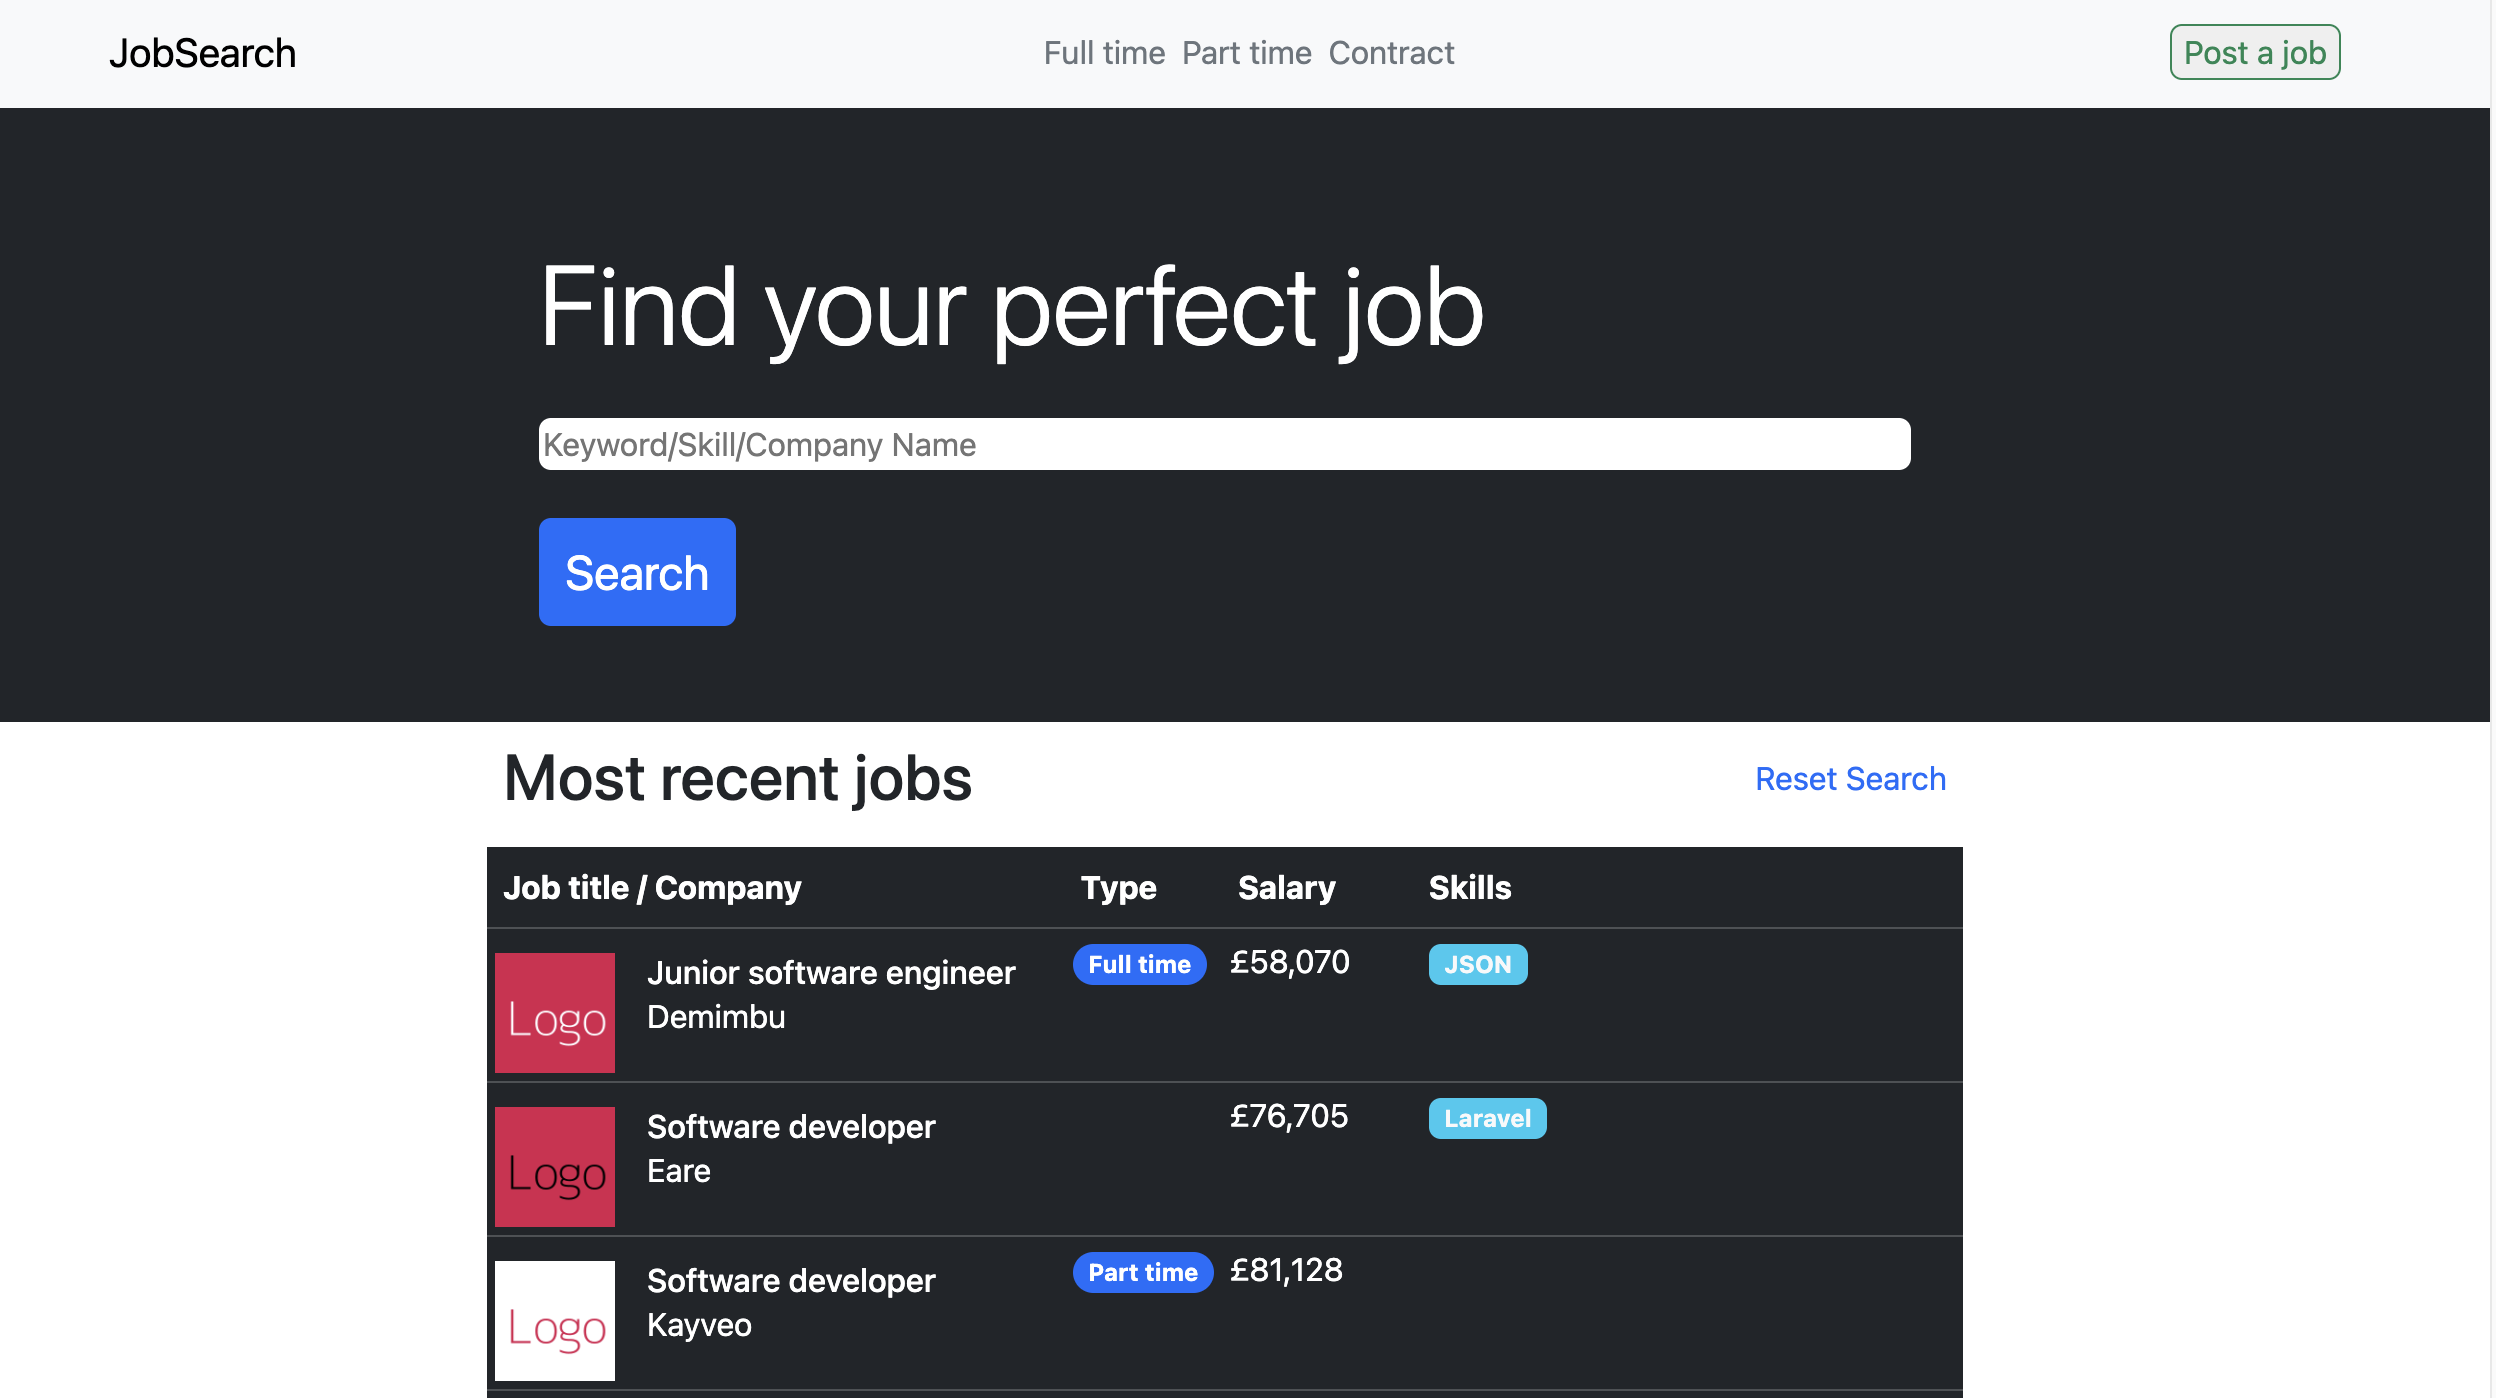 JobSearch Full time Part time Contract Post a job
Find your perfect job
Keyword/Skill/Company Name
Search
Most recent jobs Reset Search
Job title / Company Type Salary Skills
Logo Junior software engineer Full time £58,070 JSON
Demimbu
Logo Software developer £76,705 Laravel
Eare
Logo Software developer Part time £81,128
Kayveo